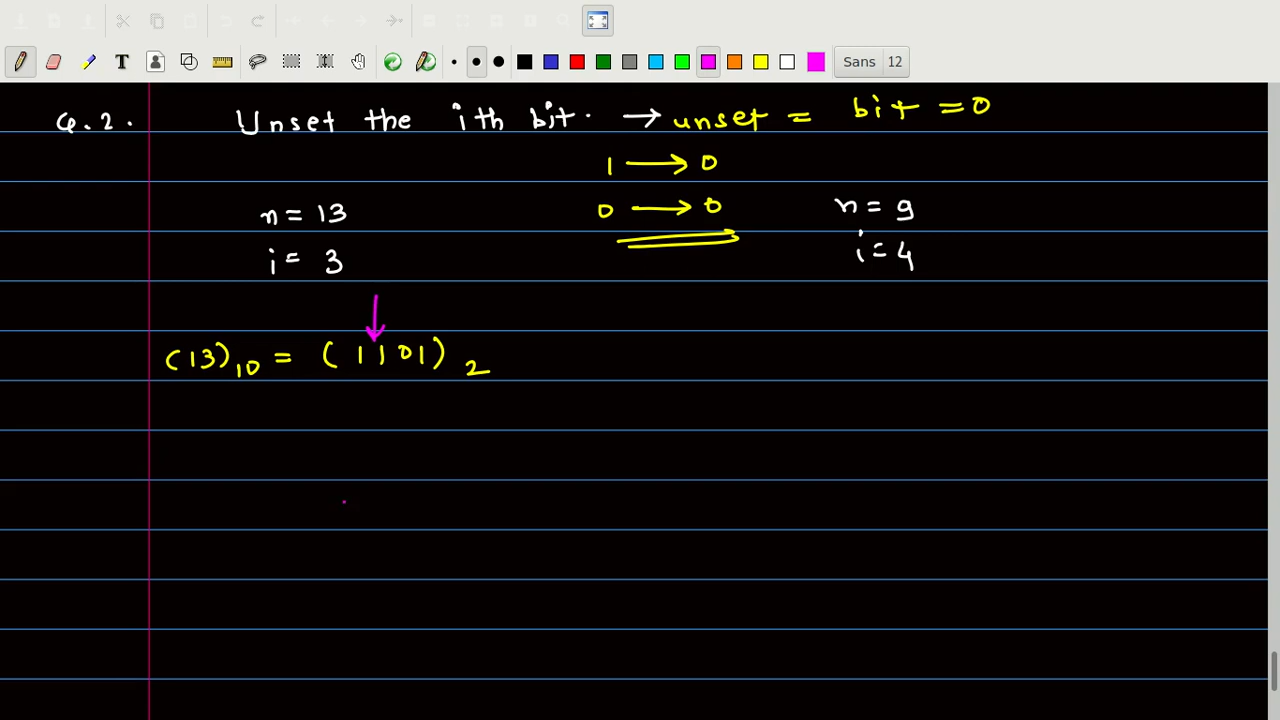 Sans 12
Q.2. Unset the ith bit. → unset = bit = 0
1 → 0
0 → 0
n = 13
i = 3
n = 9
i = 4
(13)10 = (1101)2